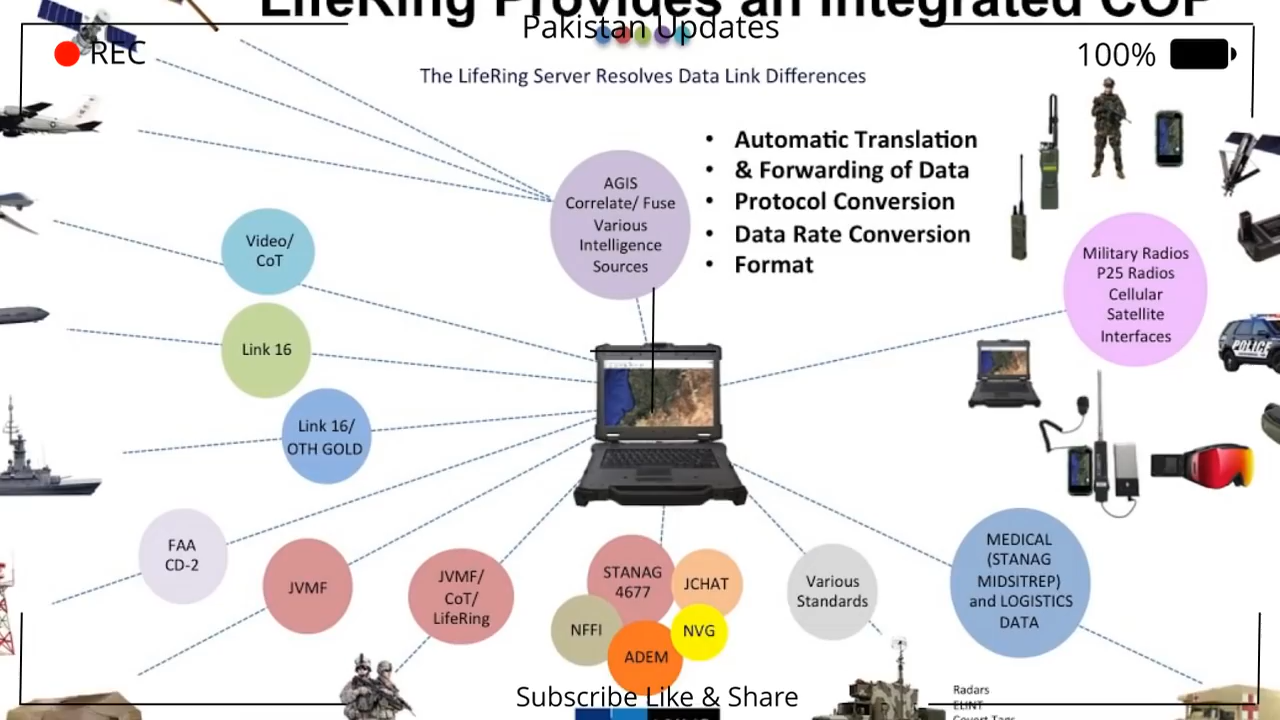 LifeRing Provides an Integrated COP
Pakistan Updates
REC
100%
The LifeRing Server Resolves Data Link Differences
• Automatic Translation
• & Forwarding of Data
• Protocol Conversion
• Data Rate Conversion
• Format
AGIS
Correlate/ Fuse
Various
Intelligence
Sources
Video/
CoT
Military Radios
P25 Radios
Cellular
Satellite
Interfaces
POLICE
Link 16
Link 16/
OTH GOLD
FAA
CD-2
JVMF
JVMF/
CoT/
LifeRing
STANAG
4677
JCHAT
NFFI
NVG
ADEM
Various
Standards
MEDICAL
(STANAG
MIDSITREP)
and LOGISTICS
DATA
Subscribe Like & Share
Radars
ELINT
Covert Tags